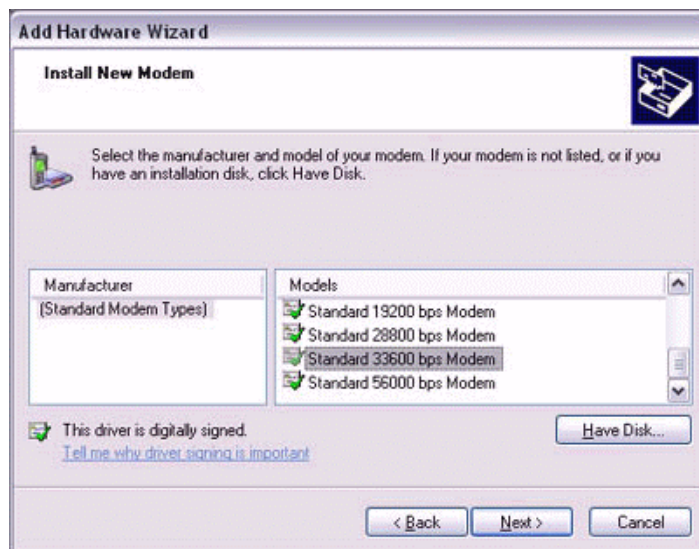 Add Hardware Wizard
Install New Modem
Select the manufacturer and model of your modem. If your modem is not listed, or if you
have an installation disk, click Have Disk.
Manufacturer
(Standard Modem Types)
Models
Standard 19200 bps Modem
Standard 28800 bps Modem
Standard 33600 bps Modem
Standard 56000 bps Modem
This driver is digitally signed.
Have Disk...
Tell me why driver signing is important
< Back
Next >
Cancel